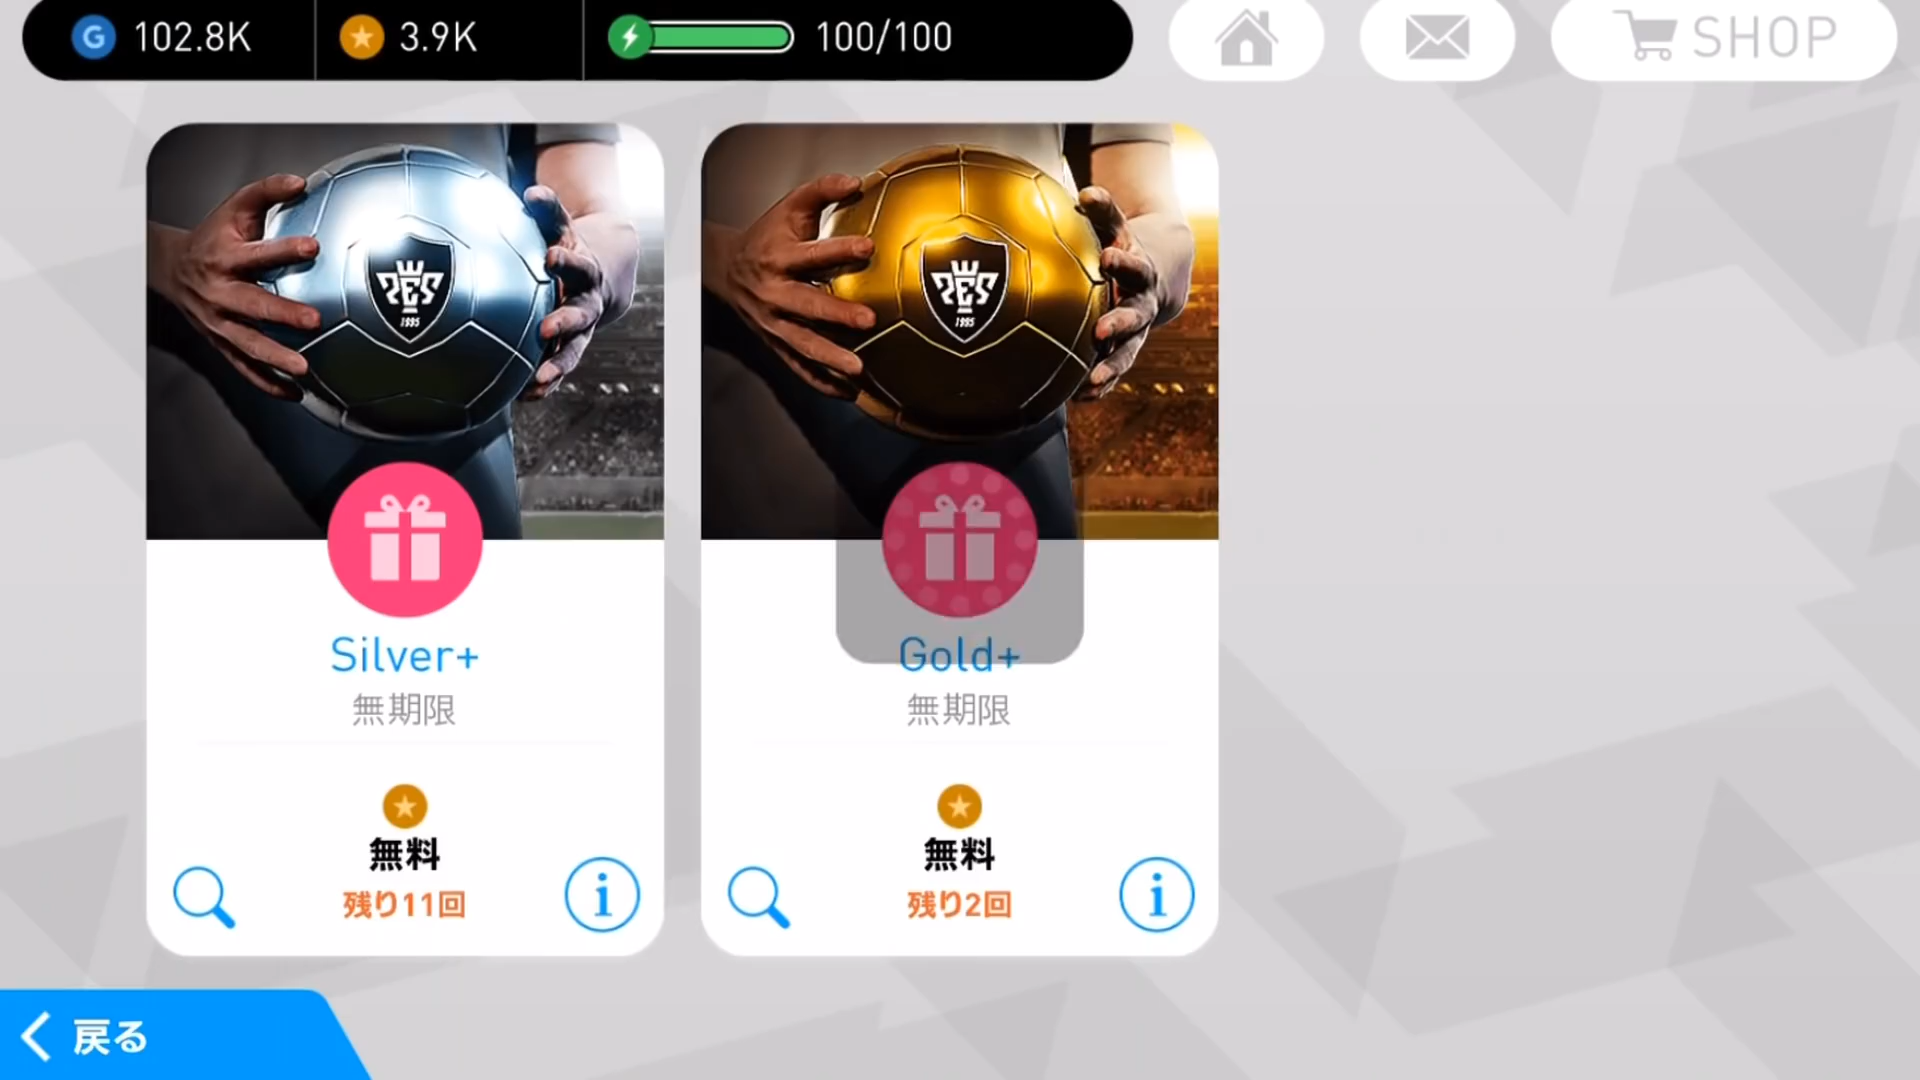 G 102.8K 3.9K 100/100 SHOP
PES
1995
PES
1995
Silver+
無期限
Gold+
無期限
無料
残り11回
i
無料
残り2回
i
戻る